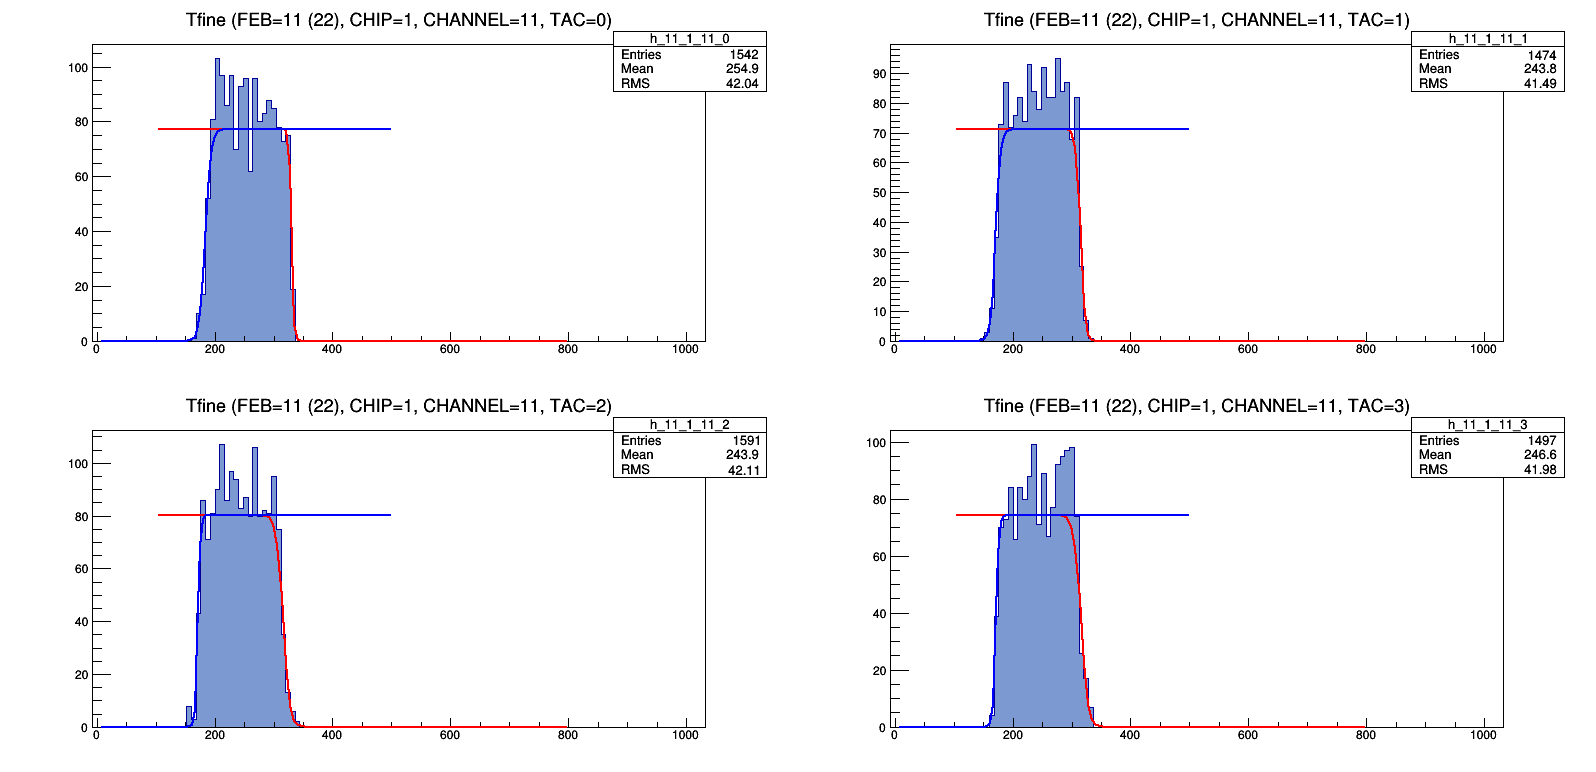 Tfine (FEB=11 (22), CHIP=1, CHANNEL=11, TAC=0)
h_11_1_11_0
Entries 1542
Mean 254.9
RMS 42.04
100
80
60
40
20
0
0 200 400 600 800 1000
Tfine (FEB=11 (22), CHIP=1, CHANNEL=11, TAC=1)
h_11_1_11_1
Entries 1474
Mean 243.8
RMS 41.49
90
80
70
60
50
40
30
20
10
0
0 200 400 600 800 1000
Tfine (FEB=11 (22), CHIP=1, CHANNEL=11, TAC=2)
h_11_1_11_2
Entries 1591
Mean 243.9
RMS 42.11
100
80
60
40
20
0
0 200 400 600 800 1000
Tfine (FEB=11 (22), CHIP=1, CHANNEL=11, TAC=3)
h_11_1_11_3
Entries 1497
Mean 246.6
RMS 41.98
100
80
60
40
20
0
0 200 400 600 800 1000